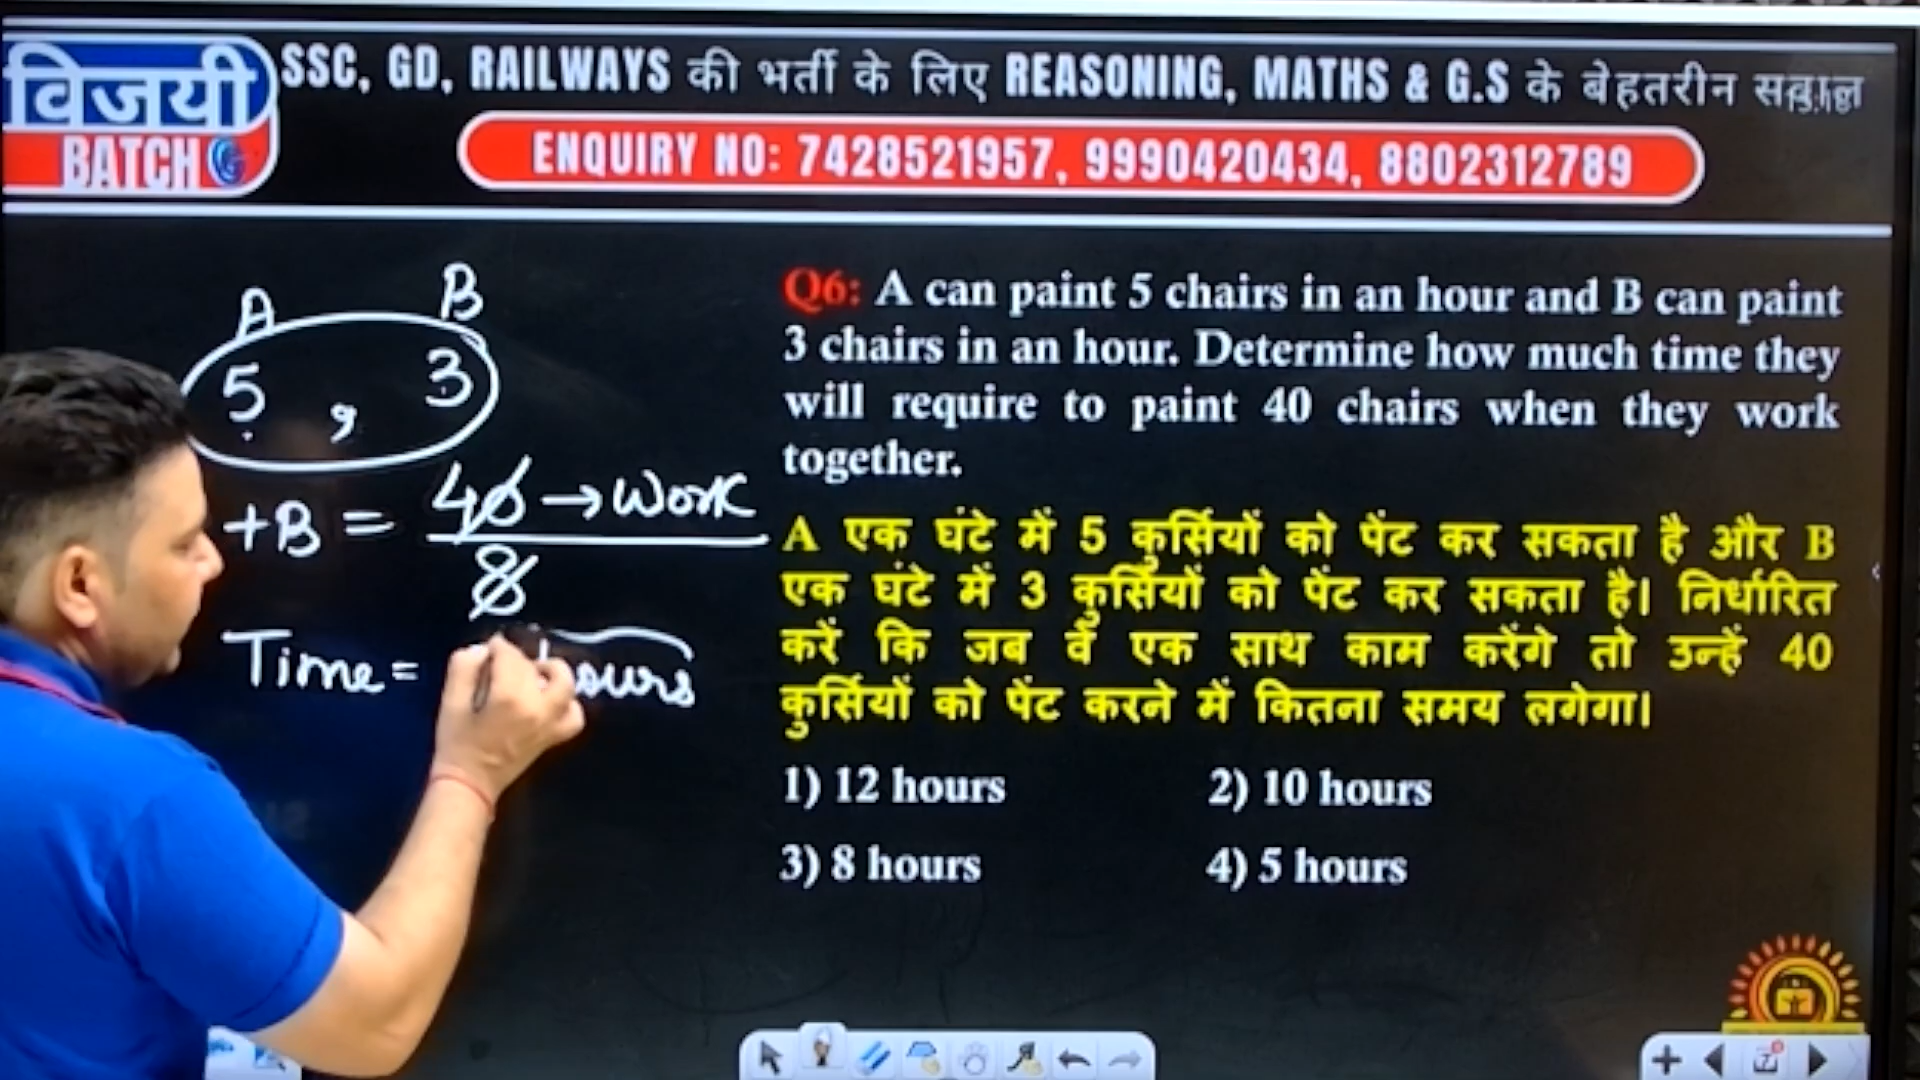 विजयी
BATCH
SSC, GD, RAILWAYS की भर्ती के लिए REASONING, MATHS & G.S के बेहतरीन सवाल
ENQUIRY NO: 7428521957, 9990420434, 8802312789
A B
5 , 3
+B = 40 → Work
8
Time = hours
Q6: A can paint 5 chairs in an hour and B can paint
3 chairs in an hour. Determine how much time they
will require to paint 40 chairs when they work
together.
A एक घंटे में 5 कुर्सियों को पेंट कर सकता है और B
एक घंटे में 3 कुर्सियों को पेंट कर सकता है। निर्धारित
करें कि जब वे एक साथ काम करेंगे तो उन्हें 40
कुर्सियों को पेंट करने में कितना समय लगेगा।
1) 12 hours 2) 10 hours
3) 8 hours 4) 5 hours